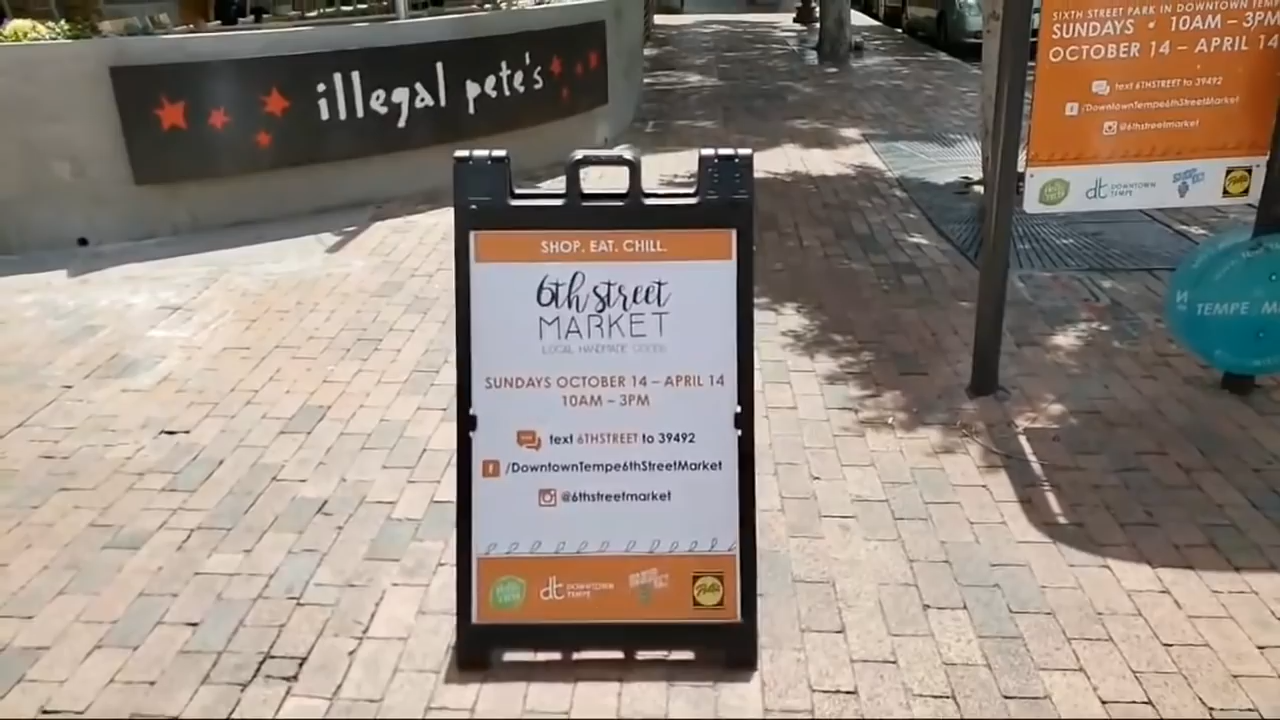 illegal pete's
SHOP. EAT. CHILL.
6th street
MARKET
LOCAL HANDMADE GOODS
SUNDAYS OCTOBER 14 – APRIL 14
10AM – 3PM
text 6THSTREET to 39492
/DowntownTempe6thStreetMarket
@6thstreetmarket
dt DOWNTOWN
TEMPE
SIXTH STREET PARK IN DOWNTOWN TEMP
SUNDAYS • 10AM – 3PM
OCTOBER 14 – APRIL 14
text 6THSTREET to 39492
/DowntownTempe6thStreetMarket
@6thstreetmarket
dt DOWNTOWN
TEMPE
TEMPE M